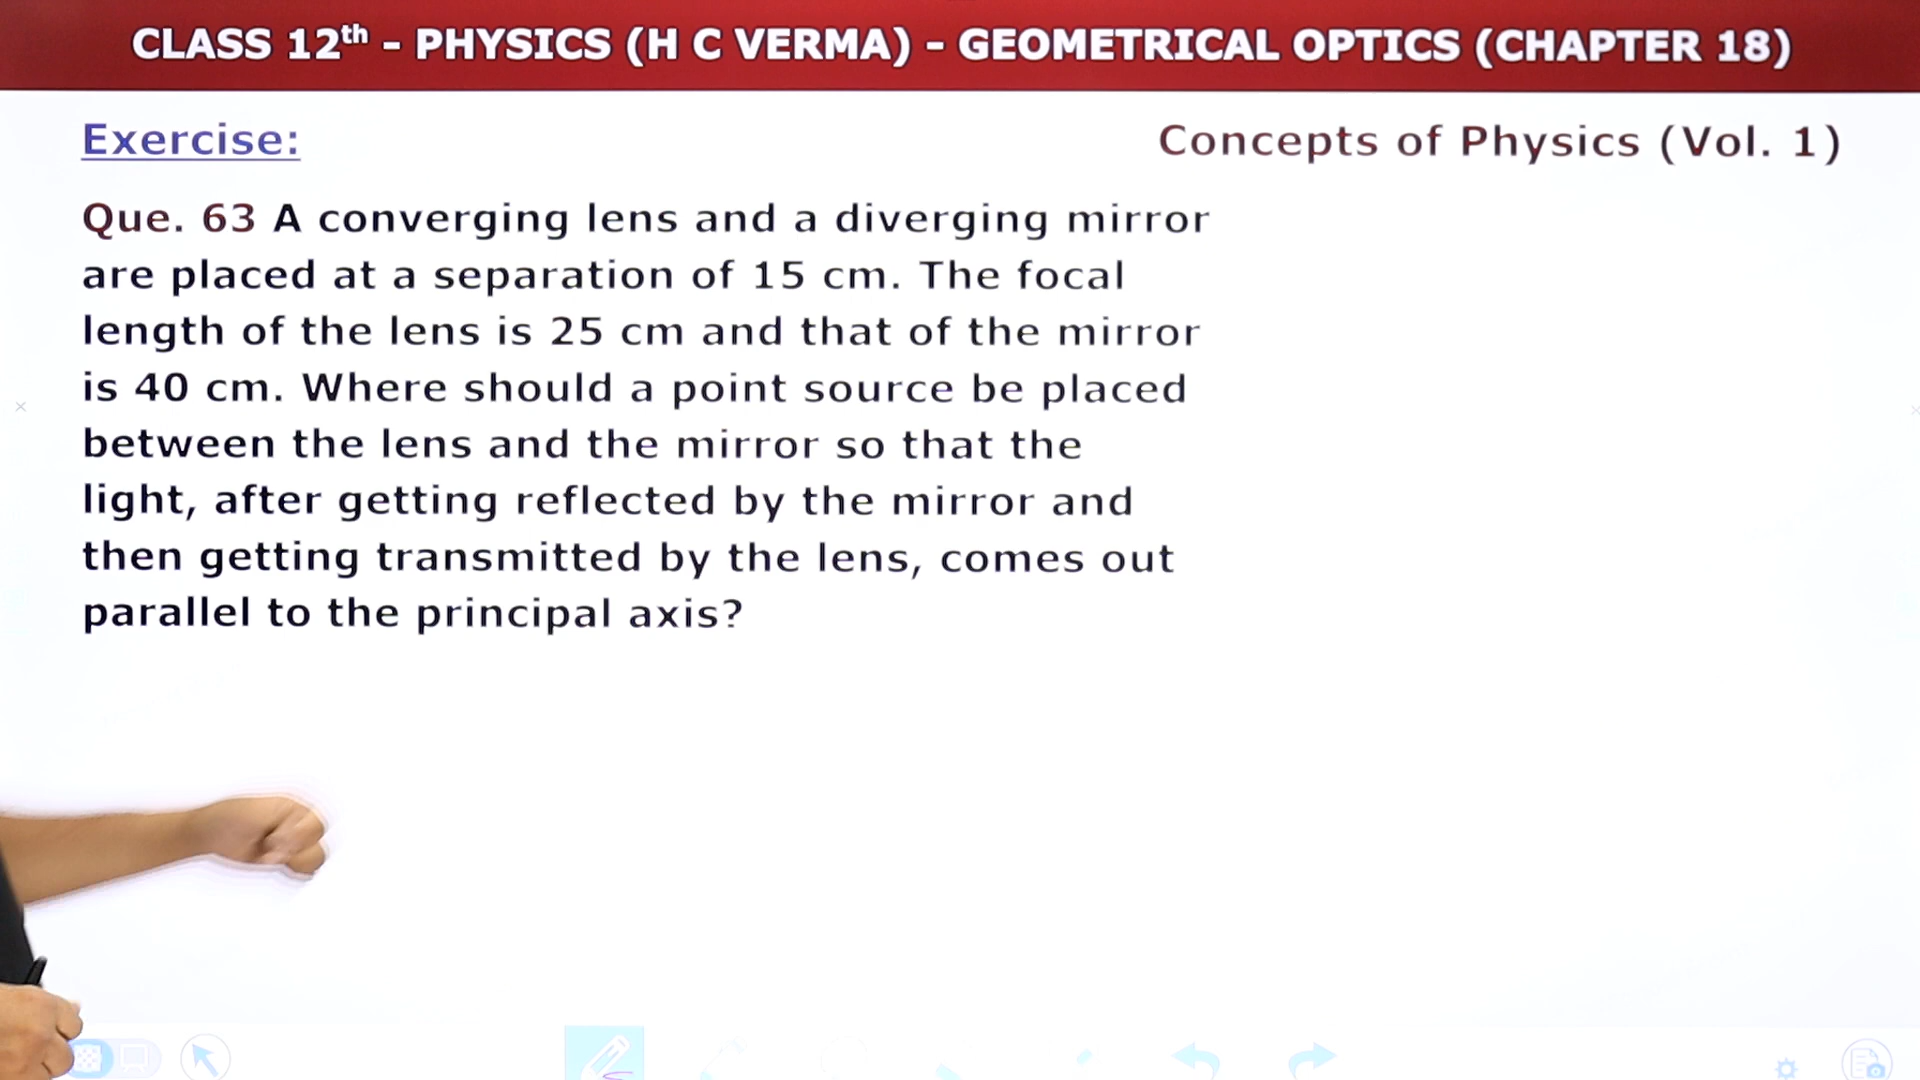 CLASS 12th - PHYSICS (H C VERMA) - GEOMETRICAL OPTICS (CHAPTER 18)
Exercise:
Concepts of Physics (Vol. 1)
Que. 63 A converging lens and a diverging mirror
are placed at a separation of 15 cm. The focal
length of the lens is 25 cm and that of the mirror
is 40 cm. Where should a point source be placed
between the lens and the mirror so that the
light, after getting reflected by the mirror and
then getting transmitted by the lens, comes out
parallel to the principal axis?